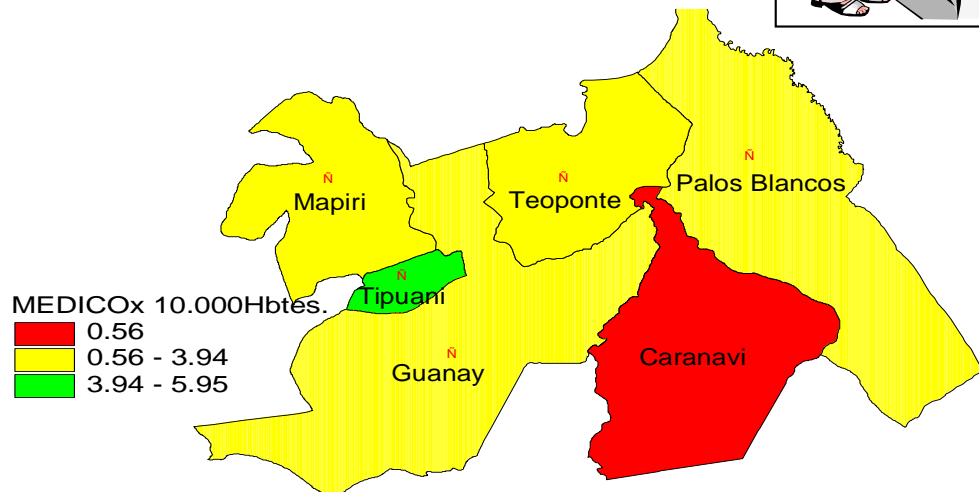 Ñ
Palos Blancos
Ñ
Mapiri
Ñ
Teoponte
Ñ
Tipuani
MEDICOx 10.000Hbtes.
0.56
0.56 - 3.94
3.94 - 5.95
Ñ
Guanay
Caranavi